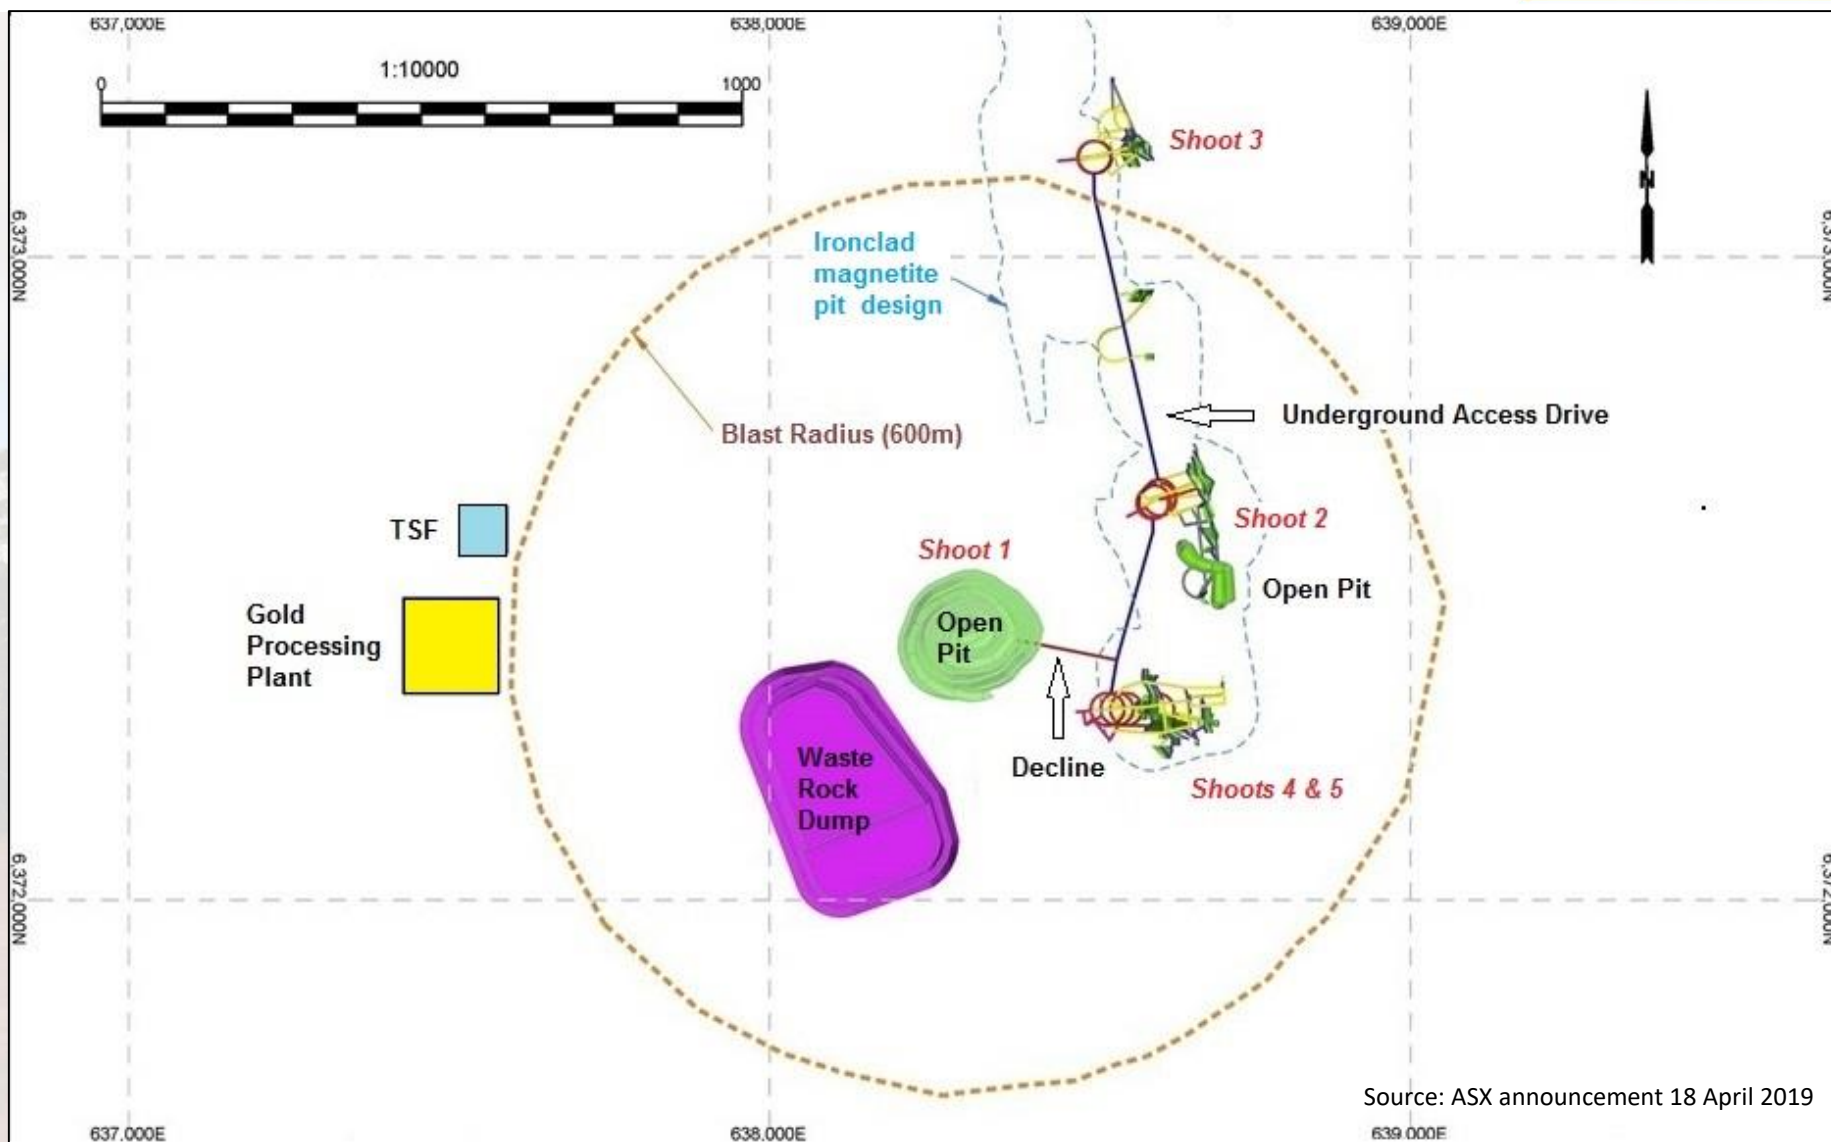 637,000E
638,000E
639,000E
1:10000
0
1000
Shoot 3
N
6,373,000N
6,373,000N
Ironclad
magnetite
pit design
Blast Radius (600m)
Underground Access Drive
TSF
Shoot 2
Shoot 1
Open Pit
Gold
Processing
Plant
Open
Pit
Decline
Waste
Rock
Dump
Shoots 4 & 5
6,372,000N
6,372,000N
Source: ASX announcement 18 April 2019
637,000E
638,000E
639,000E